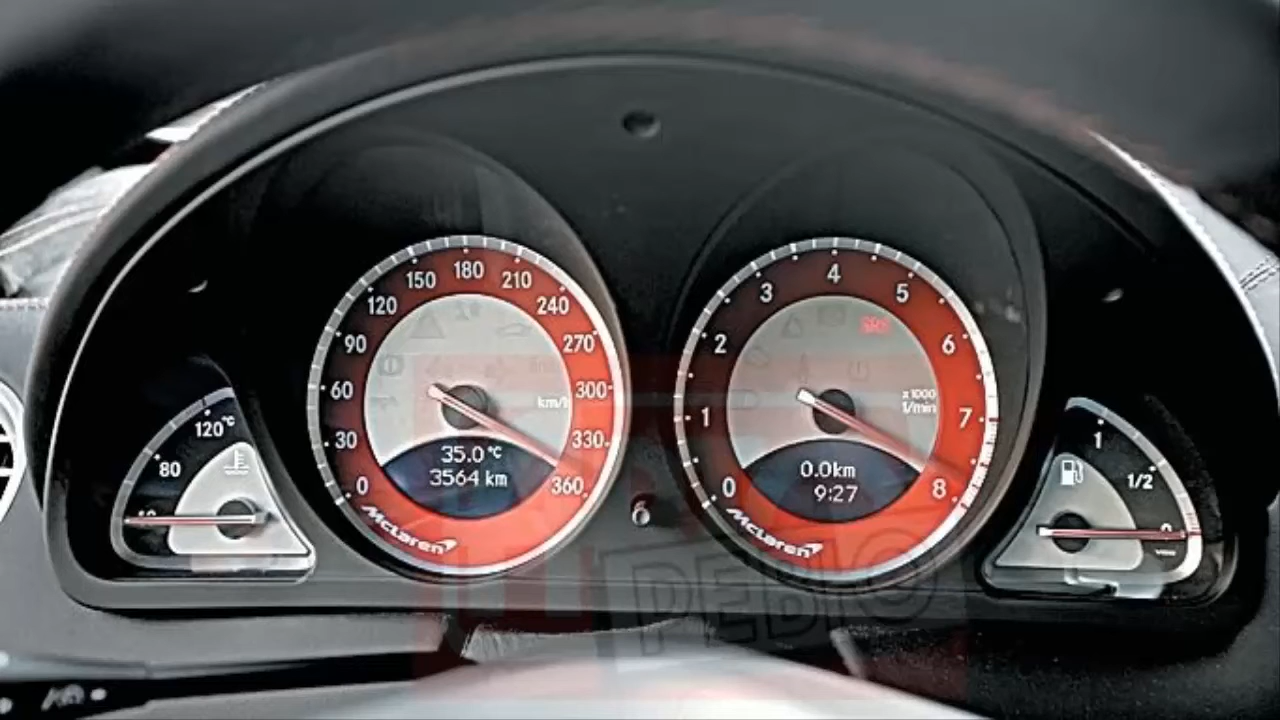 0 30 60 90 120 150 180 210 240 270 300 330 360
km/h
35.0 °C
3564 km
McLaren
0 1 2 3 4 5 6 7 8
x1000
1/min
0.0km
9:27
McLaren
120°C
80
1
1/2
0
РЕВЮ